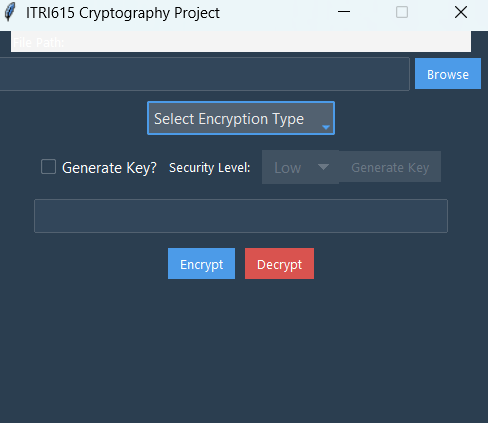 ITRI615 Cryptography Project
File Path:
Browse
Select Encryption Type
Generate Key? Security Level: Low Generate Key
Encrypt Decrypt